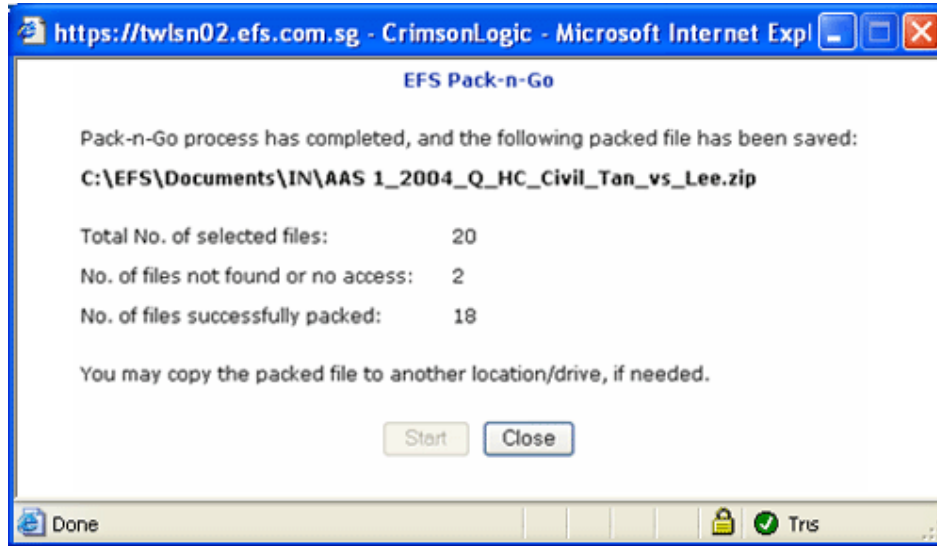 https://twlsn02.efs.com.sg - CrimsonLogic - Microsoft Internet Expl
EFS Pack-n-Go
Pack-n-Go process has completed, and the following packed file has been saved:
C:\EFS\Documents\IN\AAS 1_2004_Q_HC_Civil_Tan_vs_Lee.zip
Total No. of selected files: 20
No. of files not found or no access: 2
No. of files successfully packed: 18
You may copy the packed file to another location/drive, if needed.
Start Close
Done Trus